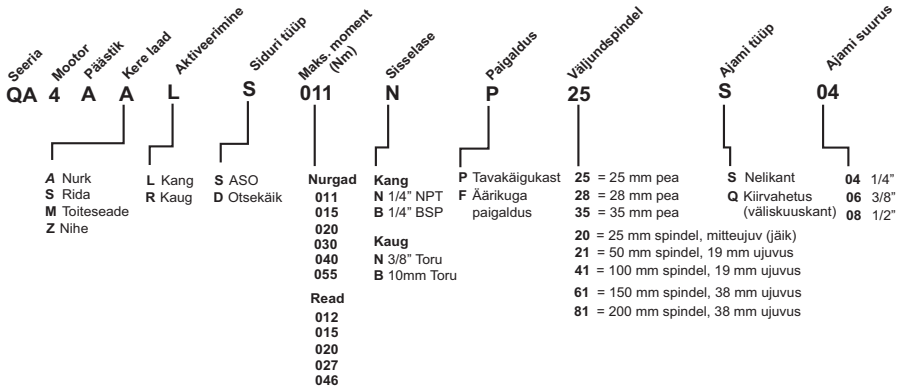 Seeria
Mootor
Päästik
Kere laad
Aktiveerimine
Siduri tüüp
Maks. moment
(Nm)
Sisselase
Paigaldus
Väljundspindel
Ajami tüüp
Ajami suurus
QA 4 A A L S 011 N P 25 S 04
A Nurk
S Rida
M Toiteseade
Z Nihe
L Kang
R Kaug
S ASO
D Otsekäik
Nurgad
011
015
020
030
040
055
Read
012
015
020
027
046
Kang
N 1/4” NPT
B 1/4” BSP
Kaug
N 3/8” Toru
B 10mm Toru
P Tavakäigukast
F Äärikuga
paigaldus
25 = 25 mm pea
28 = 28 mm pea
35 = 35 mm pea
20 = 25 mm spindel, mitteujuv (jäik)
21 = 50 mm spindel, 19 mm ujuvus
41 = 100 mm spindel, 19 mm ujuvus
61 = 150 mm spindel, 38 mm ujuvus
81 = 200 mm spindel, 38 mm ujuvus
S Nelikant
Q Kiirvahetus
(väliskuuskant)
04 1/4”
06 3/8”
08 1/2”